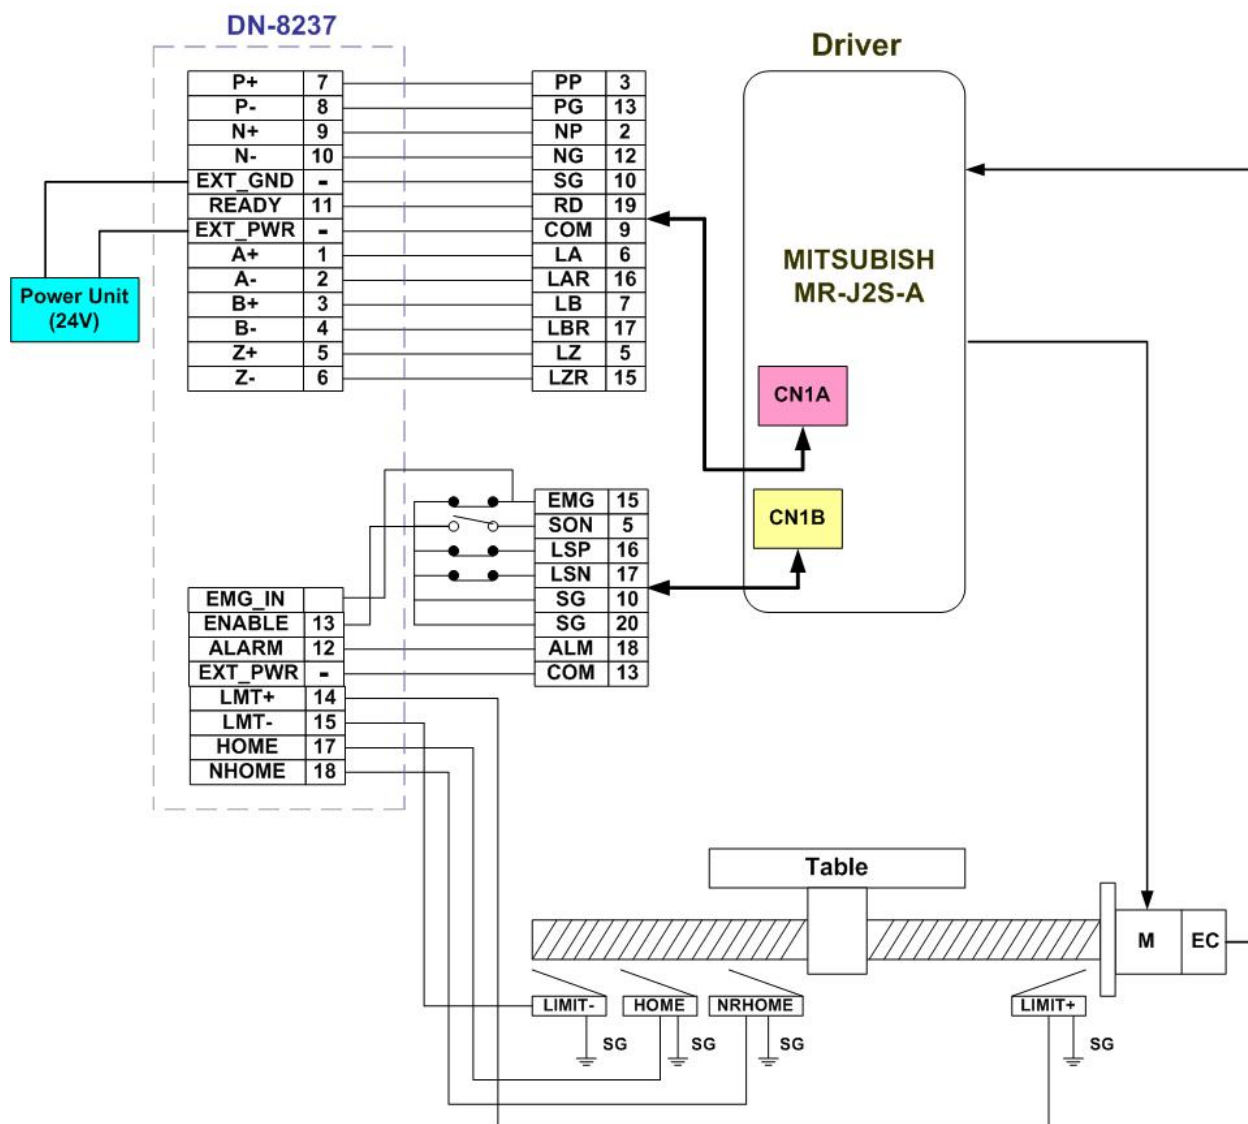 DN-8237
Driver
P+ 7 PP 3
P- 8 PG 13
N+ 9 NP 2
N- 10 NG 12
EXT_GND - SG 10
READY 11 RD 19
EXT_PWR - COM 9
A+ 1 LA 6
A- 2 LAR 16
B+ 3 LB 7
B- 4 LBR 17
Z+ 5 LZ 5
Z- 6 LZR 15
Power Unit
(24V)
MITSUBISH
MR-J2S-A
CN1A
CN1B
EMG 15
SON 5
LSP 16
LSN 17
SG 10
SG 20
ALM 18
COM 13
EMG_IN
ENABLE 13
ALARM 12
EXT_PWR -
LMT+ 14
LMT- 15
HOME 17
NHOME 18
Table
M EC
LIMIT- HOME NRHOME LIMIT+
SG SG SG SG